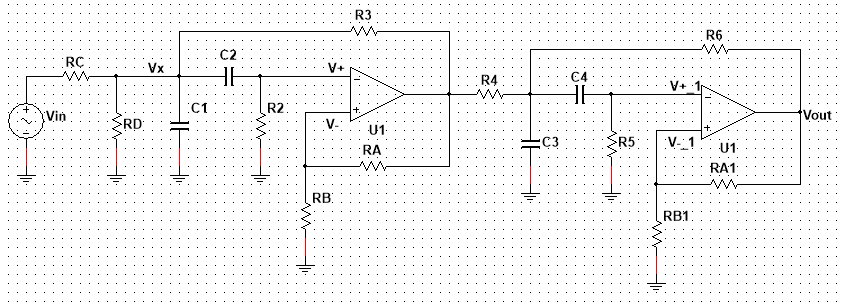 R3
R6
RC
Vx
C2
V+
R4
C4
V+_1
Vin
RD
C1
R2
−
+
V-
U1
C3
R5
−
+
V-_1
U1
Vout
RA
RA1
RB
RB1